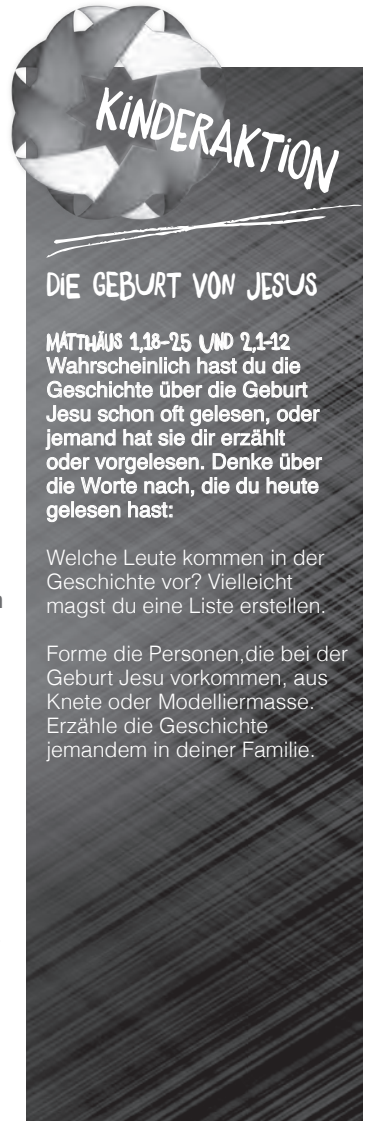 KINDERAKTION
DIE GEBURT VON JESUS
MATTHÄUS 1,18-25 UND 2,1-12
Wahrscheinlich hast du die
Geschichte über die Geburt
Jesu schon oft gelesen, oder
jemand hat sie dir erzählt
oder vorgelesen. Denke über
die Worte nach, die du heute
gelesen hast:
Welche Leute kommen in der
Geschichte vor? Vielleicht
magst du eine Liste erstellen.
Forme die Personen,die bei der
Geburt Jesu vorkommen, aus
Knete oder Modelliermasse.
Erzähle die Geschichte
jemandem in deiner Familie.